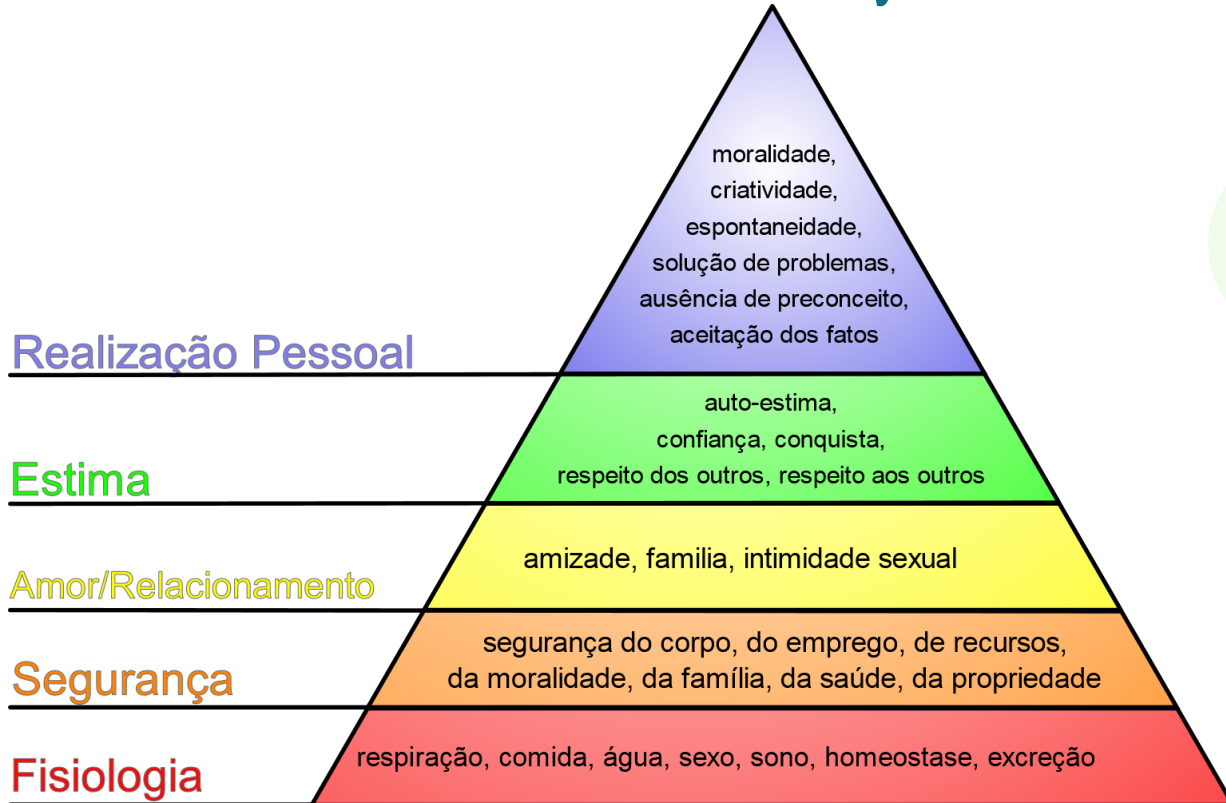 moralidade,
criatividade,
espontaneidade,
solução de problemas,
ausência de preconceito,
aceitação dos fatos
Realização Pessoal
auto-estima,
confiança, conquista,
respeito dos outros, respeito aos outros
Estima
amizade, familia, intimidade sexual
Amor/Relacionamento
segurança do corpo, do emprego, de recursos,
da moralidade, da família, da saúde, da propriedade
Segurança
respiração, comida, água, sexo, sono, homeostase, excreção
Fisiologia